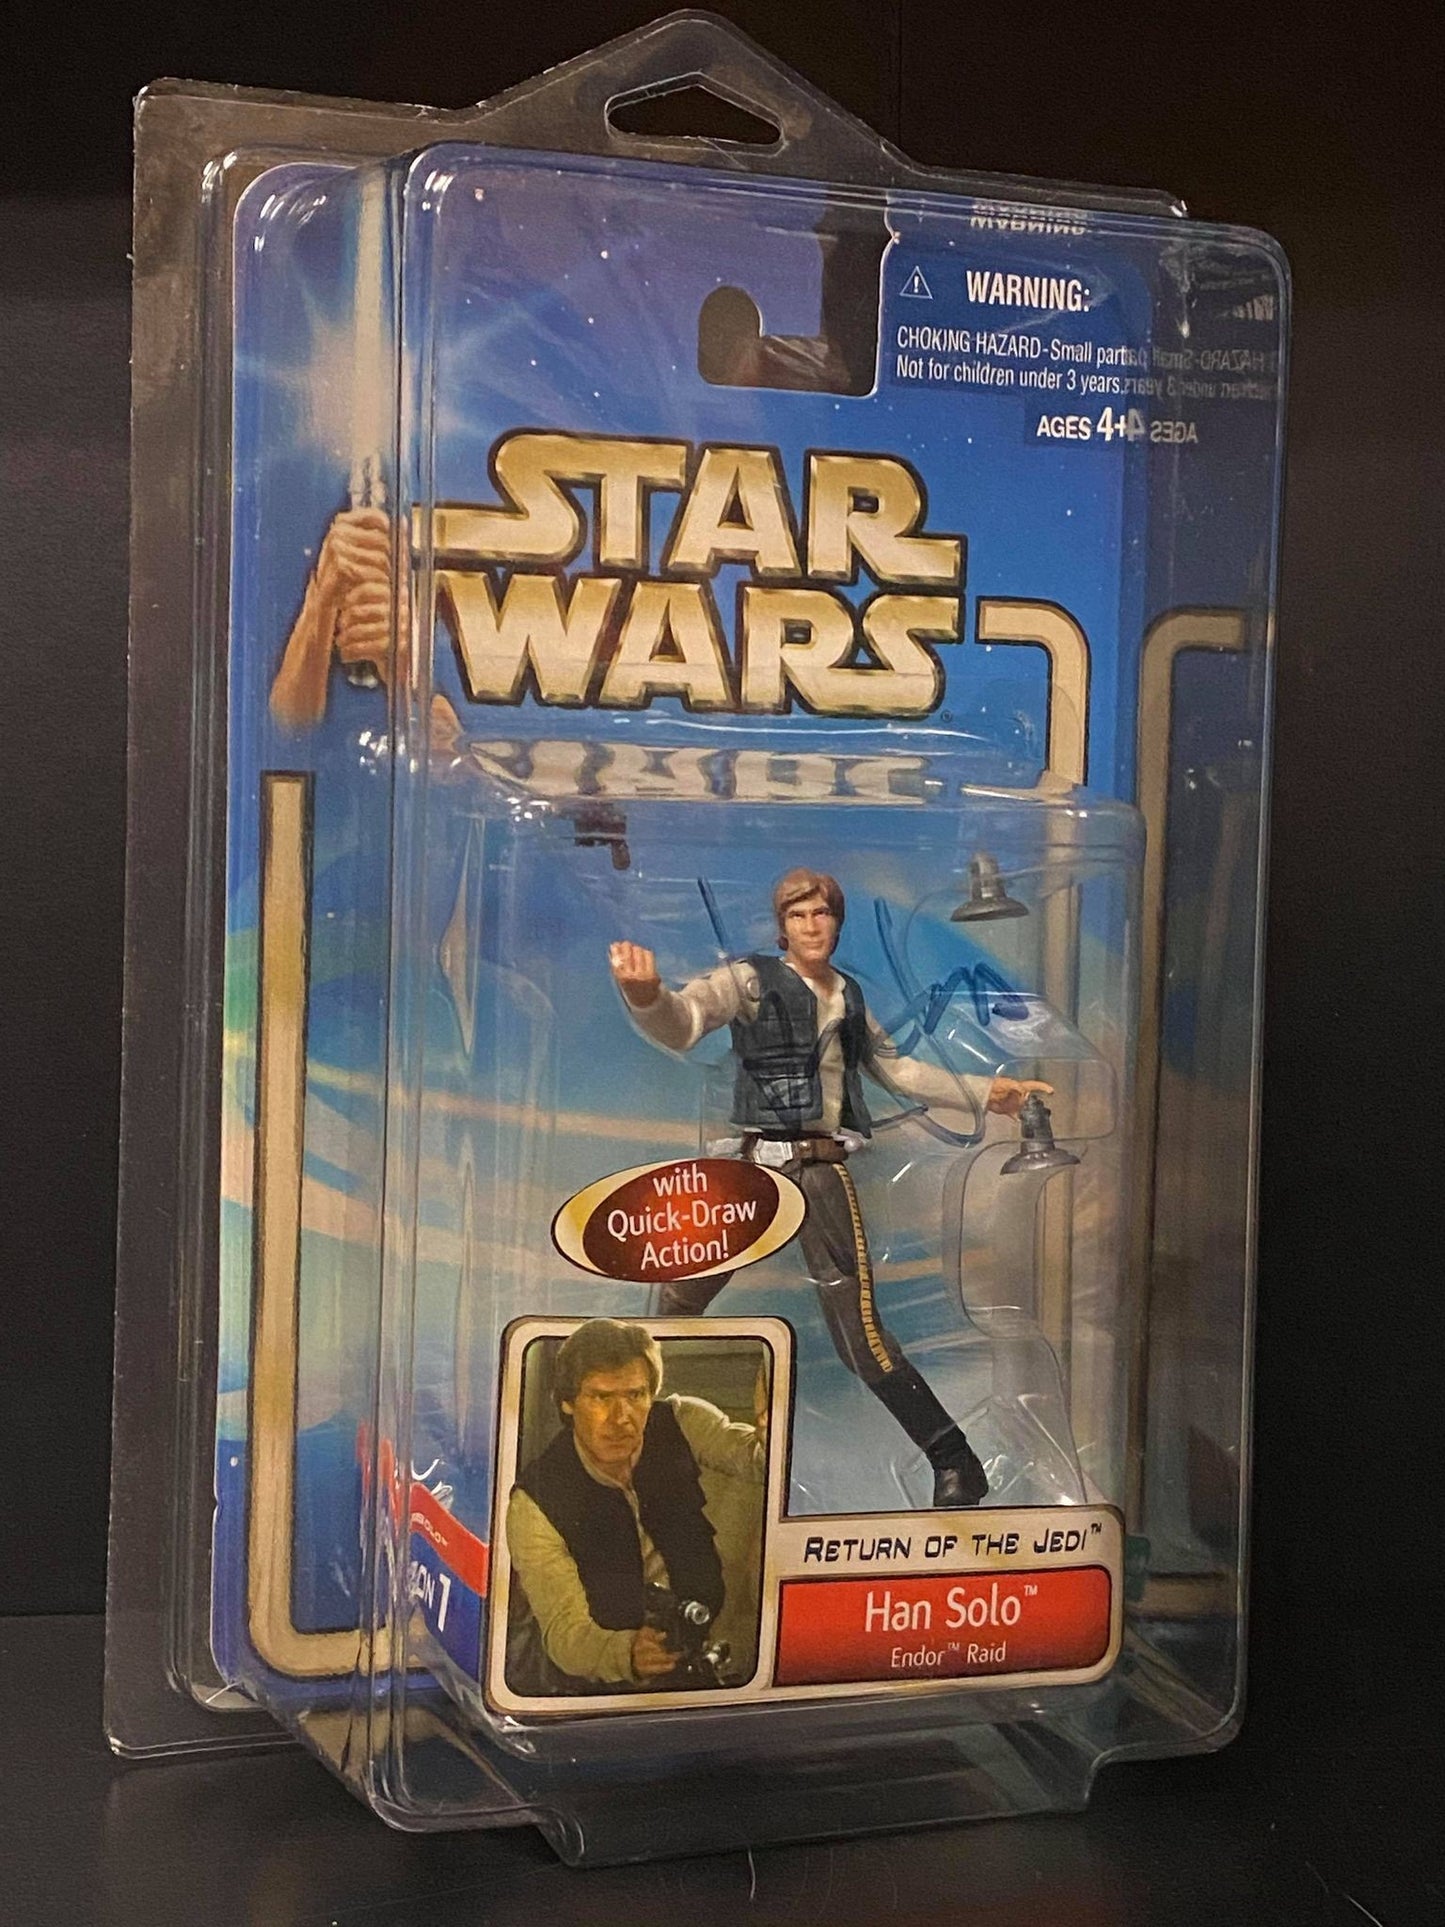 WARNING:
CHOKING HAZARD-Small parts
Not for children under 3 years.
AGES 4+
STAR
WARS
with
Quick-Draw
Action!
RETURN OF THE JEDI™
Han Solo™
Endor™ Raid